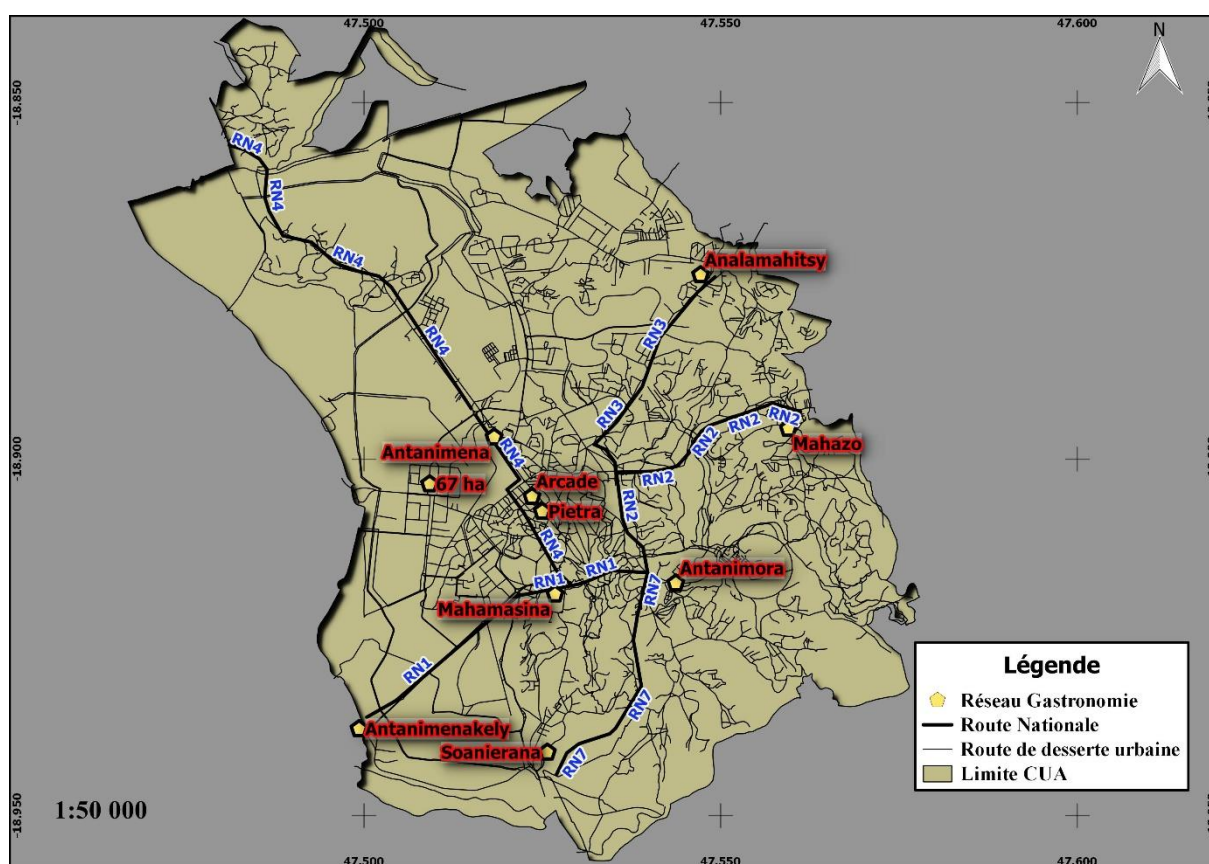 47.500
47.550
47.600
N
-18.850
RN4
RN4
RN4
RN4
RN4
RN4
Analamahitsy
RN3
RN3
RN2
RN2
RN2
RN2
RN2
Mahazo
-18.900
Antanimena
67 ha
Arcade
Pietra
Antanimora
RN1
RN1
RN7
Mahamasina
RN1
Antanimenakely
Soanierana
RN7
RN7
-18.950
1:50 000
Légende
Réseau Gastronomie
Route Nationale
Route de desserte urbaine
Limite CUA
47.500
47.550
47.600